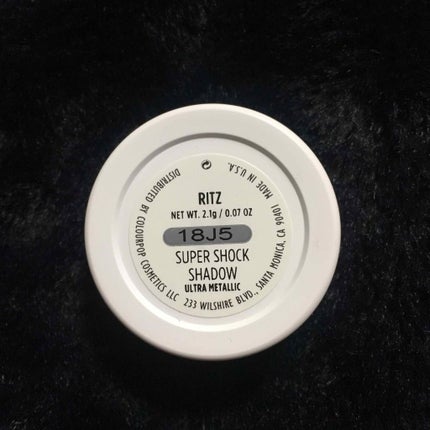 RITZ
NET WT. 2.1g / 0.07 OZ
18J5
SUPER SHOCK
SHADOW
ULTRA METALLIC
DISTRIBUTED BY COLOURPOP COSMETICS LLC 233 WILSHIRE BLVD., SANTA MONICA, CA 90401 MADE IN U.S.A.